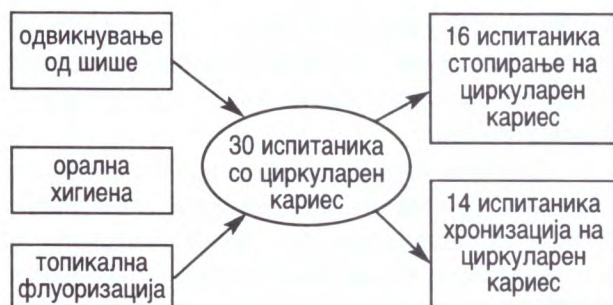 одвикнување
од шише
орална
хигиена
топикална
флуоризација
30 испитаника
со циркуларен
кариес
16 испитаника
стопирање на
циркуларен
кариес
14 испитаника
хронизација на
циркуларен
кариес